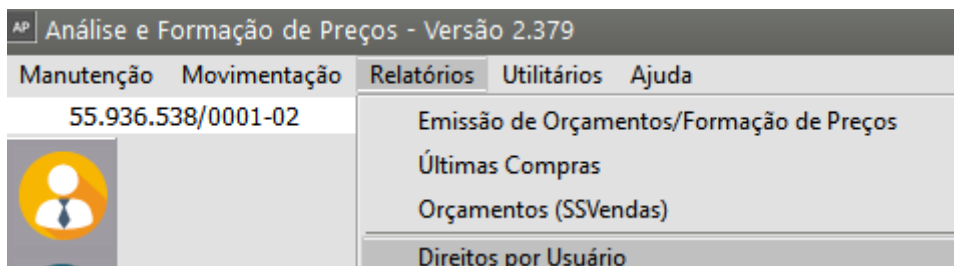 AP Análise e Formação de Preços - Versão 2.379
Manutenção Movimentação Relatórios Utilitários Ajuda
55.936.538/0001-02
Emissão de Orçamentos/Formação de Preços
Últimas Compras
Orçamentos (SSVendas)
Direitos por Usuário